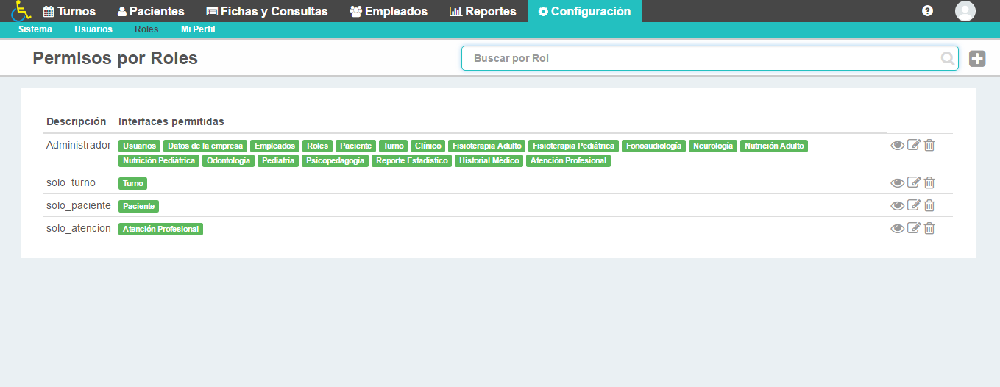 Turnos Pacientes Fichas y Consultas Empleados Reportes Configuración
Sistema Usuarios Roles Mi Perfil
Permisos por Roles Buscar por Rol
Descripción Interfaces permitidas
Administrador Usuarios Datos de la empresa Empleados Roles Paciente Turno Clínico Fisioterapia Adulto Fisioterapia Pediátrica Fonoaudiología Neurología Nutrición Adulto
Nutrición Pediátrica Odontología Pediatría Psicopedagogía Reporte Estadístico Historial Médico Atención Profesional
solo_turno Turno
solo_paciente Paciente
solo_atencion Atención Profesional